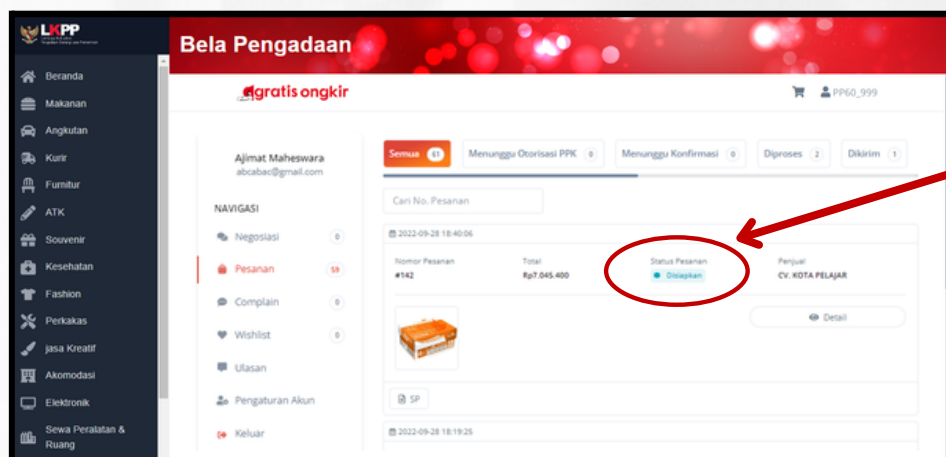 LKPP
Bela Pengadaan
Beranda
Makanan
Angkutan
Kurir
Furnitur
ATK
Souvenir
Kesehatan
Fashion
Perkakas
jasa Kreatif
Akomodasi
Elektronik
Sewa Peralatan &
Ruang
gratis ongkir
PP60_999
Ajimat Maheswara
abcabac@gmail.com
NAVIGASI
Negosiasi 0
Pesanan 59
Complain 0
Wishlist 0
Ulasan
Pengaturan Akun
Keluar
Semua 61 Menunggu Otorisasi PPK 0 Menunggu Konfirmasi 0 Diproses 2 Dikirim 1
Cari No. Pesanan
2022-09-28 18:40:06
Nomor Pesanan Total Status Pesanan Penjual
#142 Rp7.045.400 Disiapkan CV. KOTA PELAJAR
Detail
SP
2022-09-28 18:19:25